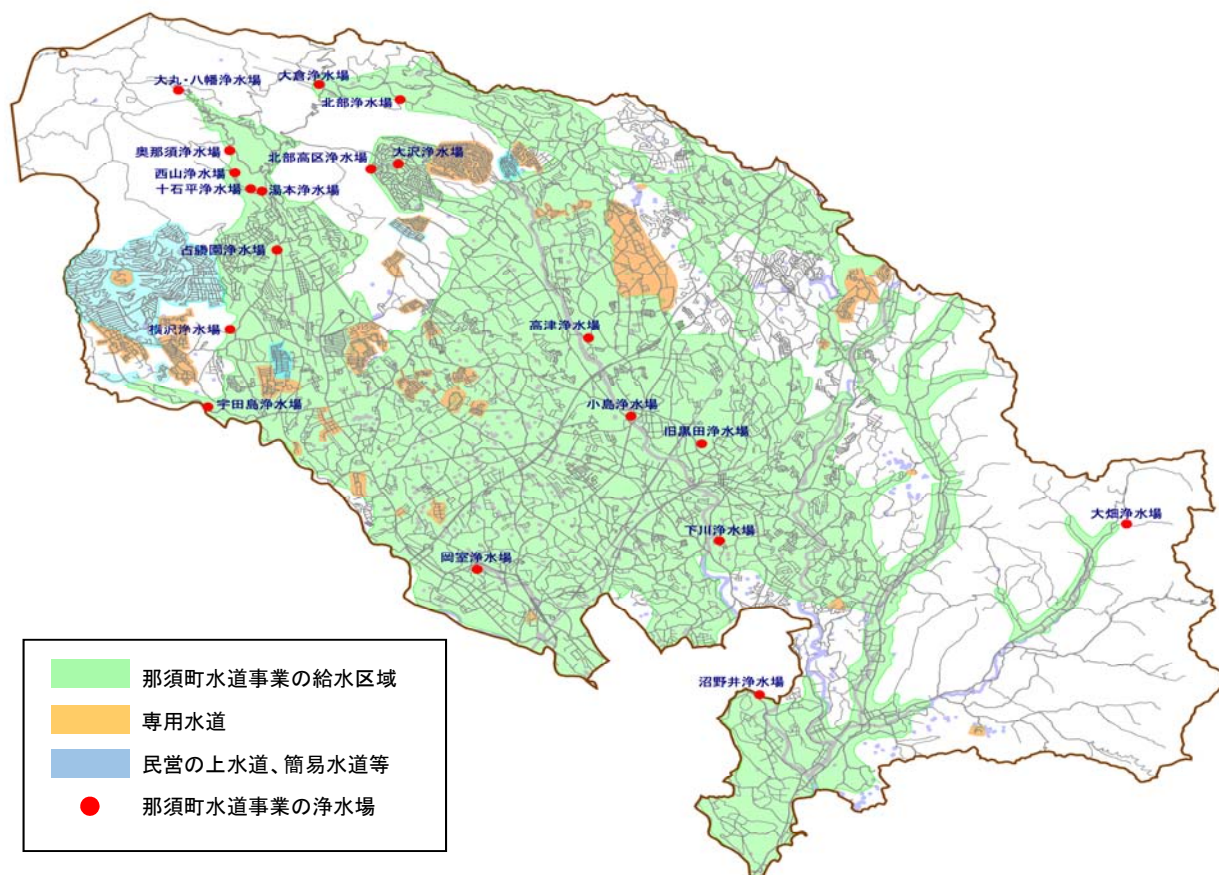 大丸・八幡浄水場
大倉浄水場
北部浄水場
奥那須浄水場
北部高区浄水場
大沢浄水場
西山浄水場
十石平浄水場
湯本浄水場
占勝園浄水場
横沢浄水場
高津浄水場
宇田島浄水場
小島浄水場
旧黒田浄水場
大畑浄水場
下川浄水場
岡室浄水場
沼野井浄水場
那須町水道事業の給水区域
専用水道
民営の上水道、簡易水道等
那須町水道事業の浄水場